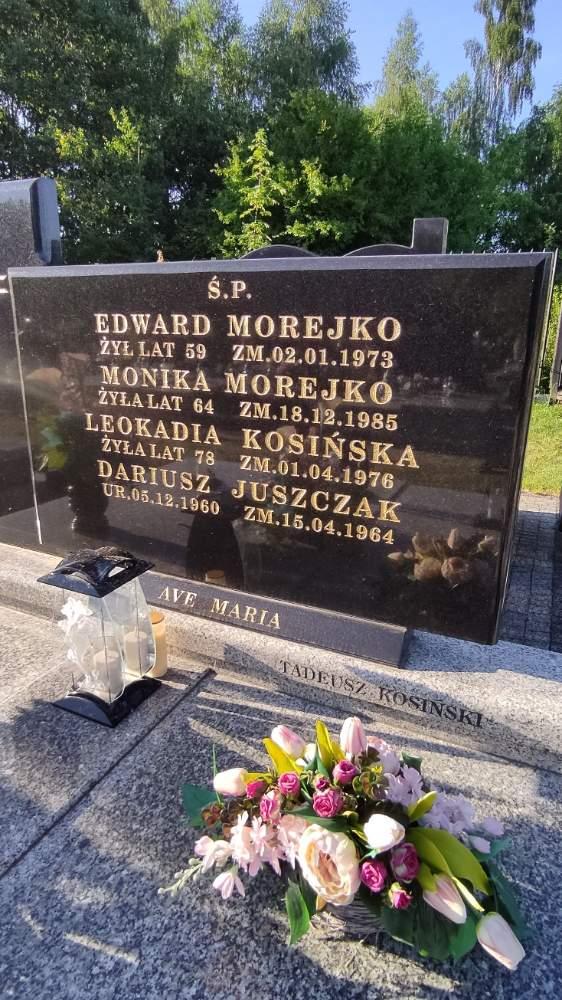 Ś.P.
EDWARD MOREJKO
ŻYŁ LAT 59 ZM.02.01.1973
MONIKA MOREJKO
ŻYŁA LAT 64 ZM.18.12.1985
LEOKADIA KOSIŃSKA
ŻYŁA LAT 78 ZM.01.04.1976
DARIUSZ JUSZCZAK
UR.05.12.1960 ZM.15.04.1964
AVE MARIA
TADEUSZ KOSIŃSKI